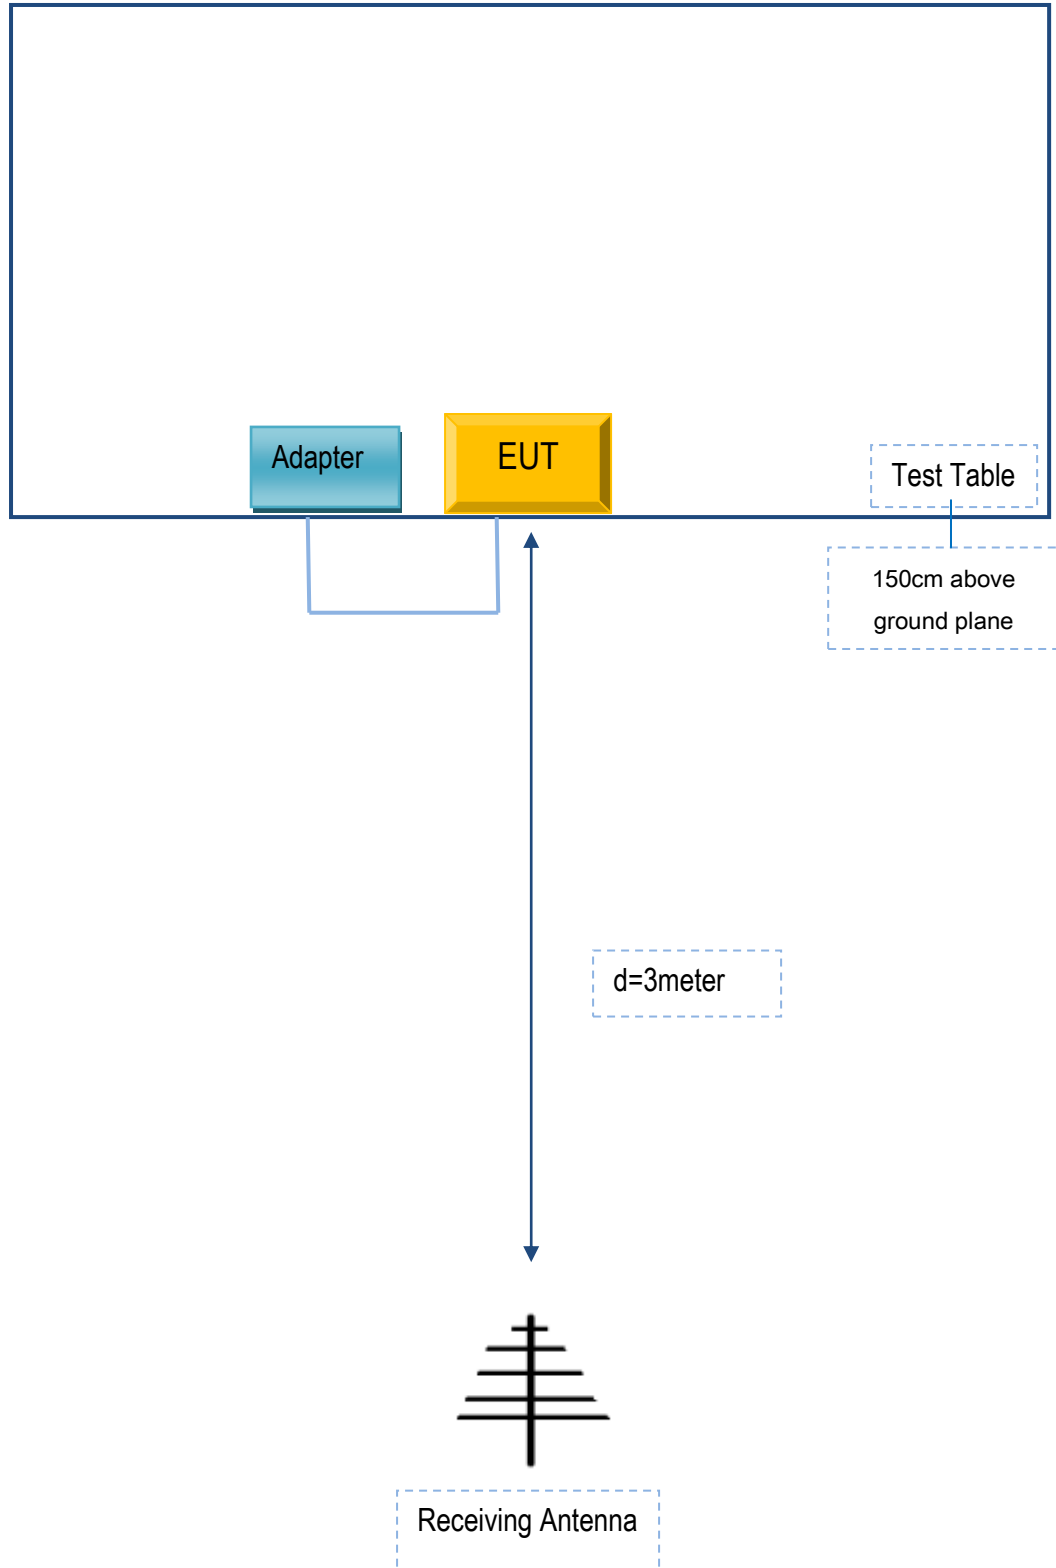 Adapter
EUT
Test Table
150cm above
ground plane
d=3meter
Receiving Antenna